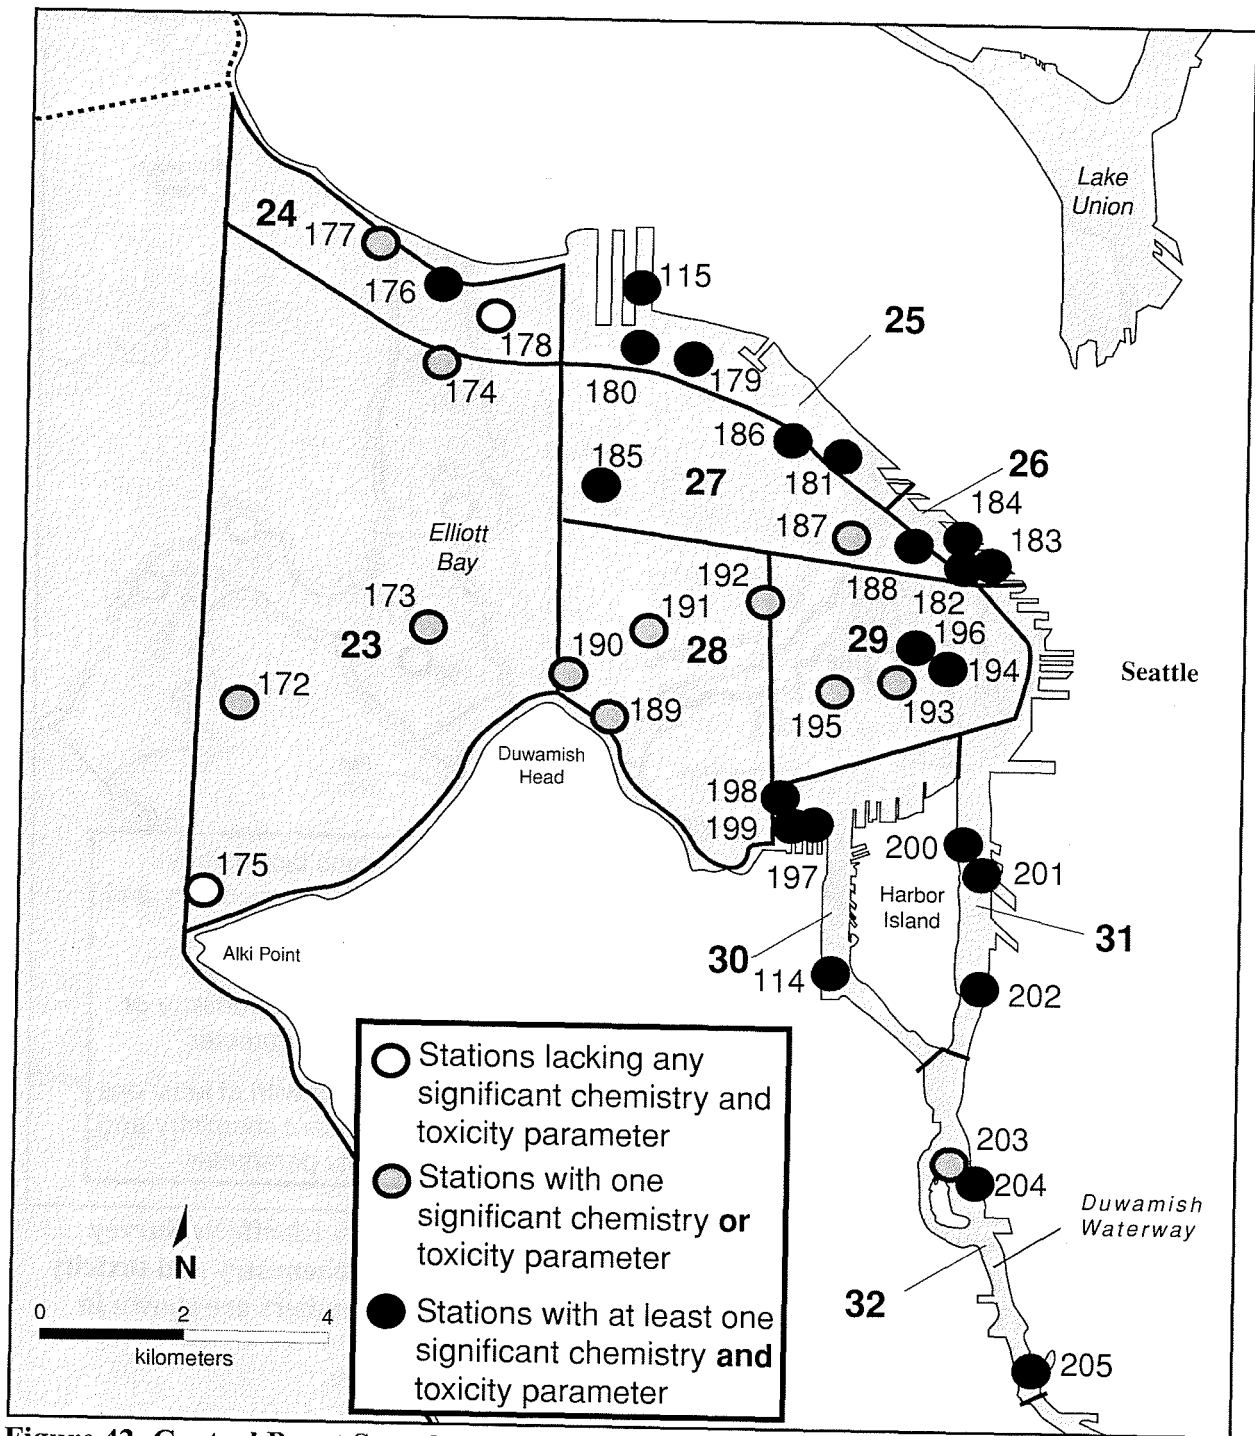 Lake
Union
24
177
176
178
174
115
25
180
179
186
181
185
27
26
184
183
187
188
182
Elliott
Bay
192
191
190
28
29
196
194
193
195
173
23
172
189
Seattle
Duwamish
Head
198
199
197
200
201
Harbor
Island
175
Alki Point
30
114
31
202
203
204
Duwamish
Waterway
32
205
Stations lacking any
significant chemistry and
toxicity parameter
Stations with one
significant chemistry or
toxicity parameter
Stations with at least one
significant chemistry and
toxicity parameter
N
0 2 4
kilometers